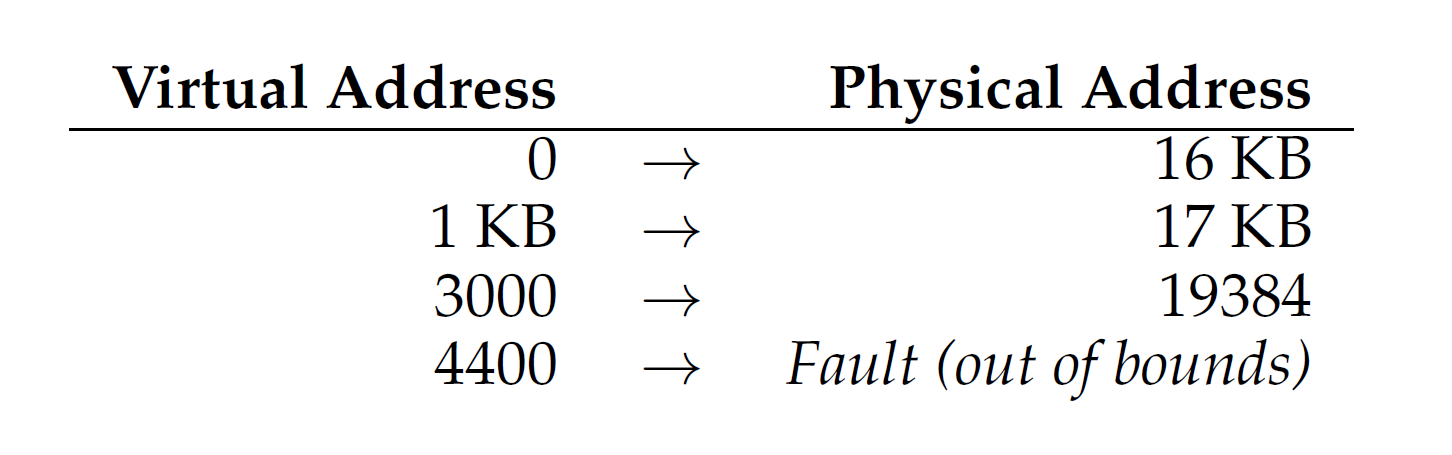 Virtual Address Physical Address
0 → 16 KB
1 KB → 17 KB
3000 → 19384
4400 → Fault (out of bounds)